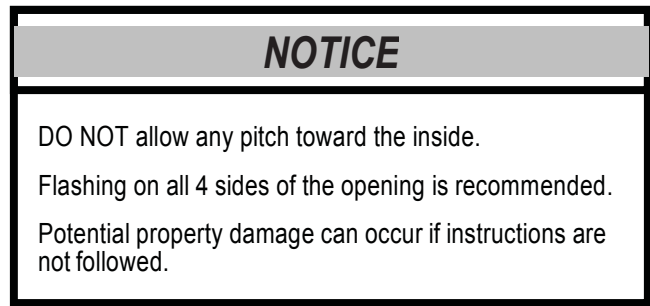 NOTICE
DO NOT allow any pitch toward the inside.
Flashing on all 4 sides of the opening is recommended.
Potential property damage can occur if instructions are
not followed.